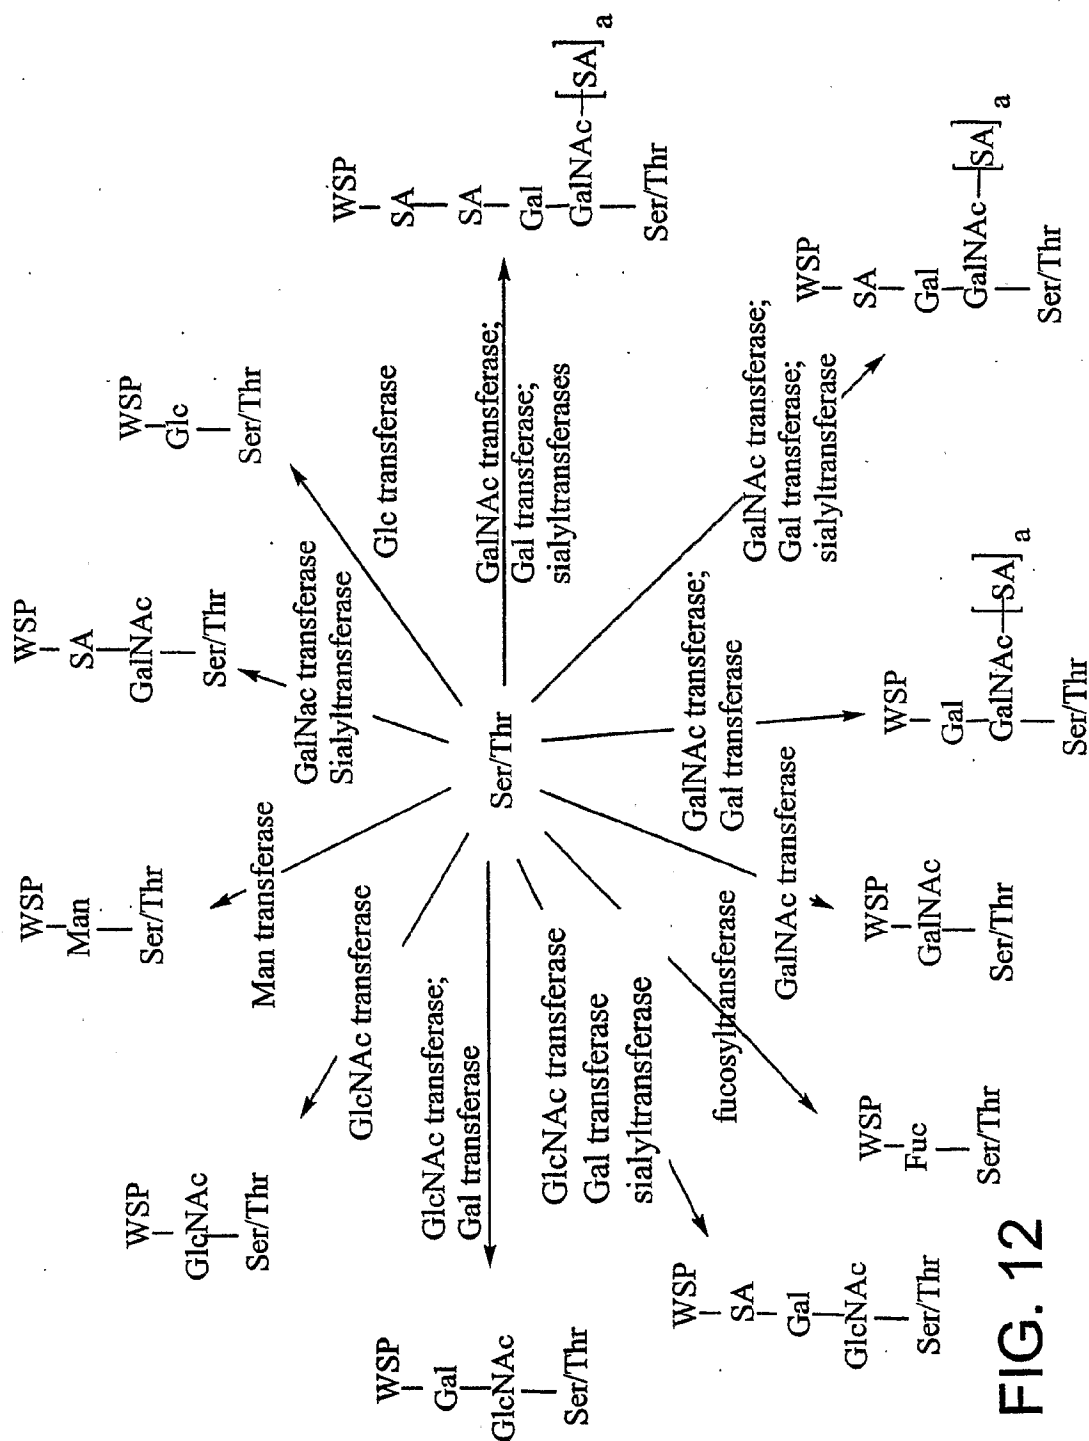 WSP
SA
SA
Gal
GalNAc—[SA]a
Ser/Thr
WSP
Glc
Ser/Thr
Glc transferase
GalNAc transferase;
Gal transferase;
sialyltranses
WSP
SA
Gal
GalNAc—[SA]a
Ser/Thr
GalNAc transferase;
Gal transferase;
sialyltransferase
WSP
SA
GalNAc
Ser/Thr
GalNac transferase
Sialyltransferase
Ser/Thr
GalNAc transferase;
Gal transferase
WSP
Gal
GalNAc—[SA]a
Ser/Thr
WSP
Man
Ser/Thr
Man transferase
GalNAc transferase
WSP
GalNAc
Ser/Thr
WSP
GlcNAc
Ser/Thr
GlcNAc transferase
GlcNAc transferase;
Gal transferase
GlcNAc transferase
Gal transferase
sialyltransferase
fucosyltransferase
WSP
Fuc
Ser/Thr
WSP
Gal
GlcNAc
Ser/Thr
WSP
SA
Gal
GlcNAc
Ser/Thr
FIG. 12